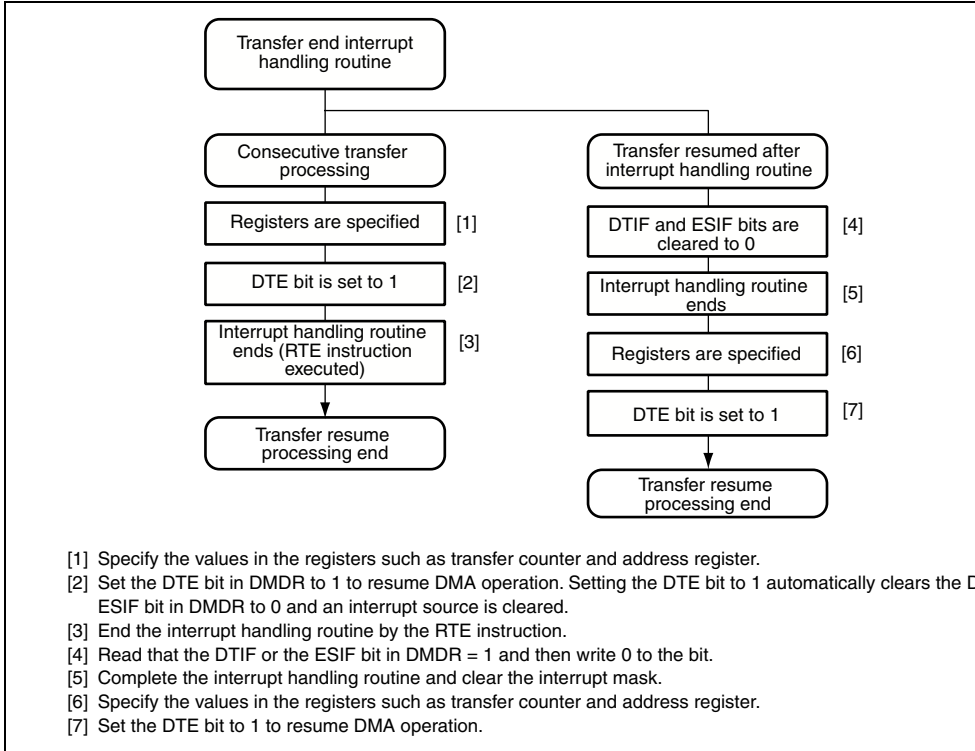 Transfer end interrupt
handling routine
Consecutive transfer
processing
Registers are specified
[1]
DTE bit is set to 1
[2]
Interrupt handling routine
ends (RTE instruction
executed)
[3]
Transfer resume
processing end
Transfer resumed after
interrupt handling routine
DTIF and ESIF bits are
cleared to 0
[4]
Interrupt handling routine
ends
[5]
Registers are specified
[6]
DTE bit is set to 1
[7]
Transfer resume
processing end
[1] Specify the values in the registers such as transfer counter and address register.
[2] Set the DTE bit in DMDR to 1 to resume DMA operation. Setting the DTE bit to 1 automatically clears the
ESIF bit in DMDR to 0 and an interrupt source is cleared.
[3] End the interrupt handling routine by the RTE instruction.
[4] Read that the DTIF or the ESIF bit in DMDR = 1 and then write 0 to the bit.
[5] Complete the interrupt handling routine and clear the interrupt mask.
[6] Specify the values in the registers such as transfer counter and address register.
[7] Set the DTE bit to 1 to resume DMA operation.